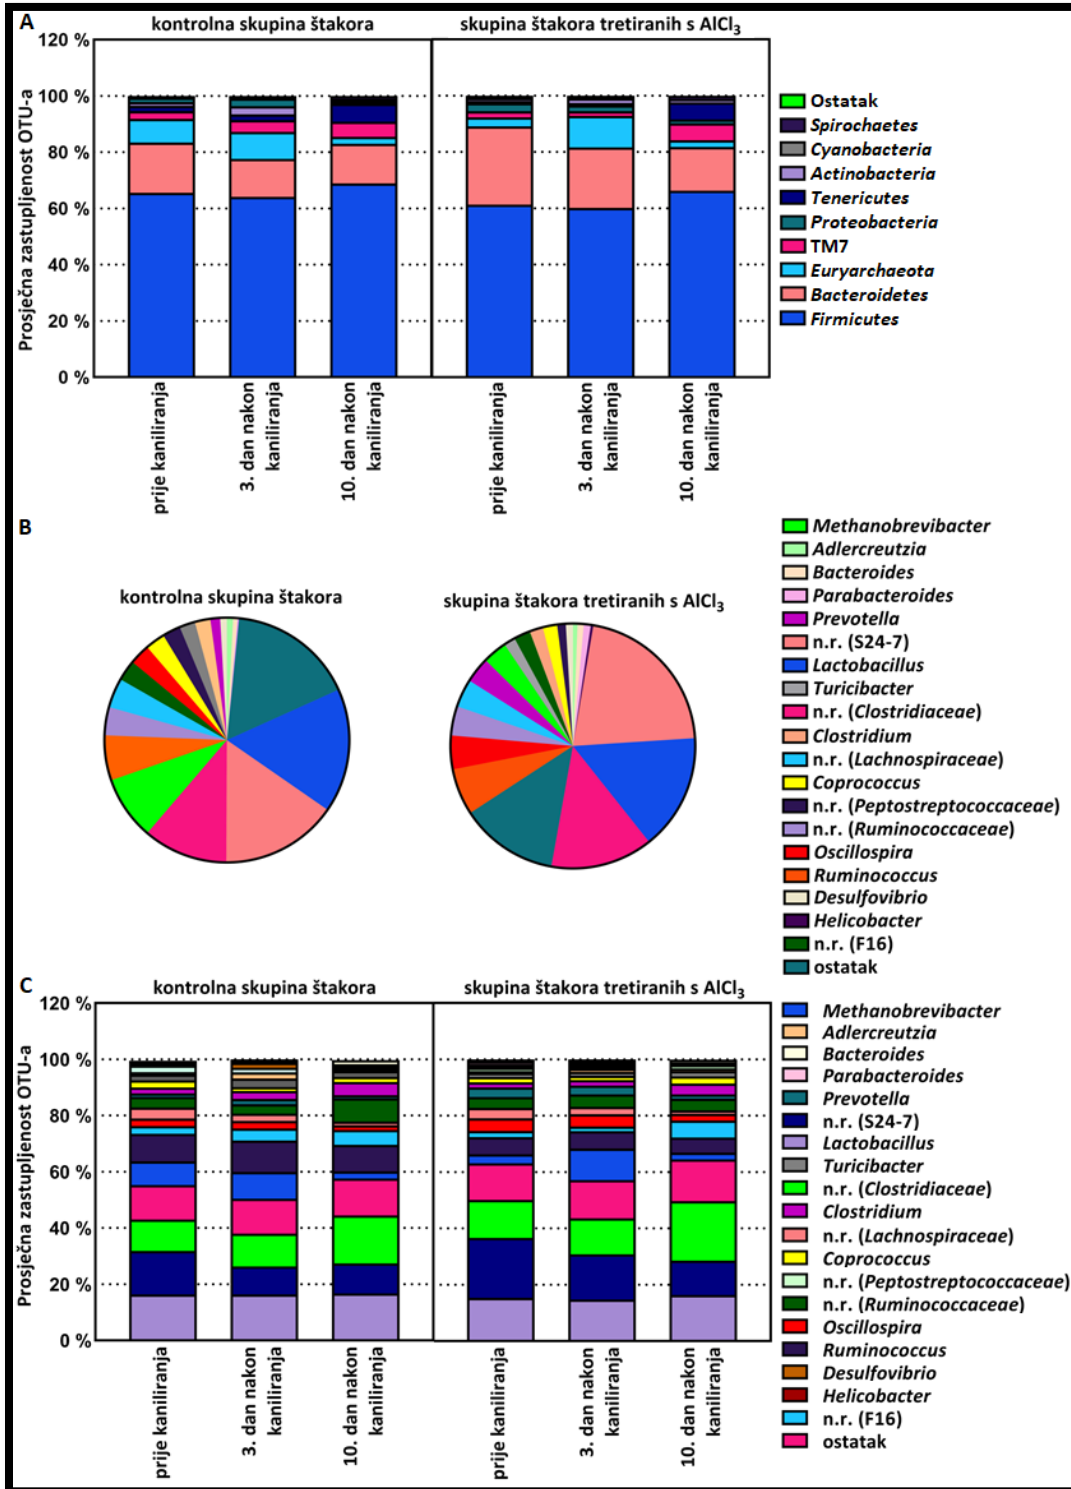 A
kontrolna skupina štakora
skupina štakora tretiranih s AlCl3
Prosječna zastupljenost OTU-a
120 %
100 %
80 %
60 %
40 %
20 %
0 %
prije kaniliranja
3. dan nakon
kaniliranja
10. dan nakon
kaniliranja
prije kaniliranja
3. dan nakon
kaniliranja
10. dan nakon
kaniliranja
Ostatak
Spirochaetes
Cyanobacteria
Actinobacteria
Tenericutes
Proteobacteria
TM7
Euryarchaeota
Bacteroidetes
Firmicutes
B
kontrolna skupina štakora
skupina štakora tretiranih s AlCl3
Methanobrevibacter
Adlercreutzia
Bacteroides
Parabacteroides
Prevotella
n.r. (S24-7)
Lactobacillus
Turicibacter
n.r. (Clostridiaceae)
Clostridium
n.r. (Lachnospiraceae)
Coprococcus
n.r. (Peptostreptococcaceae)
n.r. (Ruminococcaceae)
Oscillospira
Ruminococcus
Desulfovibrio
Helicobacter
n.r. (F16)
ostatak
C
kontrolna skupina štakora
skupina štakora tretiranih s AlCl3
Prosječna zastupljenost OTU-a
120 %
100 %
80 %
60 %
40 %
20 %
0 %
prije kaniliranja
3. dan nakon
kaniliranja
10. dan nakon
kaniliranja
prije kaniliranja
3. dan nakon
kaniliranja
10. dan nakon
kaniliranja
Methanobrevibacter
Adlercreutzia
Bacteroides
Parabacteroides
Prevotella
n.r. (S24-7)
Lactobacillus
Turicibacter
n.r. (Clostridiaceae)
Clostridium
n.r. (Lachnospiraceae)
Coprococcus
n.r. (Peptostreptococcaceae)
n.r. (Ruminococcaceae)
Oscillospira
Ruminococcus
Desulfovibrio
Helicobacter
n.r. (F16)
ostatak